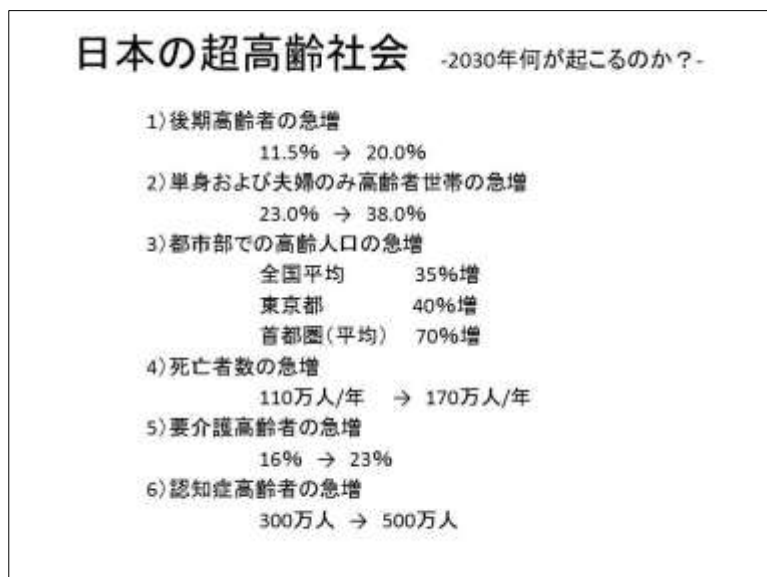 日本の超高齢社会 -2030年何が起こるのか？-
1)後期高齢者の急増
11.5% → 20.0%
2)単身および夫婦のみ高齢者世帯の急増
23.0% → 38.0%
3)都市部での高齢人口の急増
全国平均 35%増
東京都 40%増
首都圏(平均) 70%増
4)死亡者数の急増
110万人/年 → 170万人/年
5)要介護高齢者の急増
16% → 23%
6)認知症高齢者の急増
300万人 → 500万人